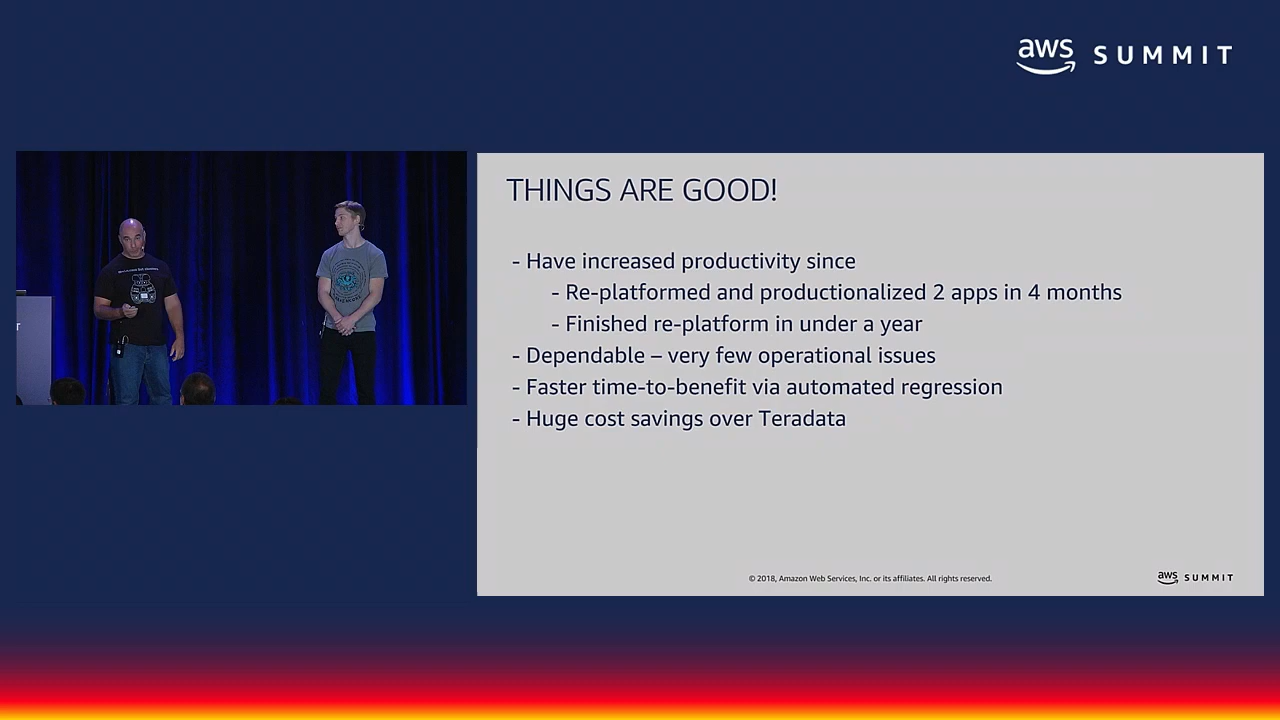 aws SUMMIT
THINGS ARE GOOD!
- Have increased productivity since
- Re-platformed and productionalized 2 apps in 4 months
- Finished re-platform in under a year
- Dependable – very few operational issues
- Faster time-to-benefit via automated regression
- Huge cost savings over Teradata
© 2018, Amazon Web Services, Inc. or its affiliates. All rights reserved.
aws SUMMIT